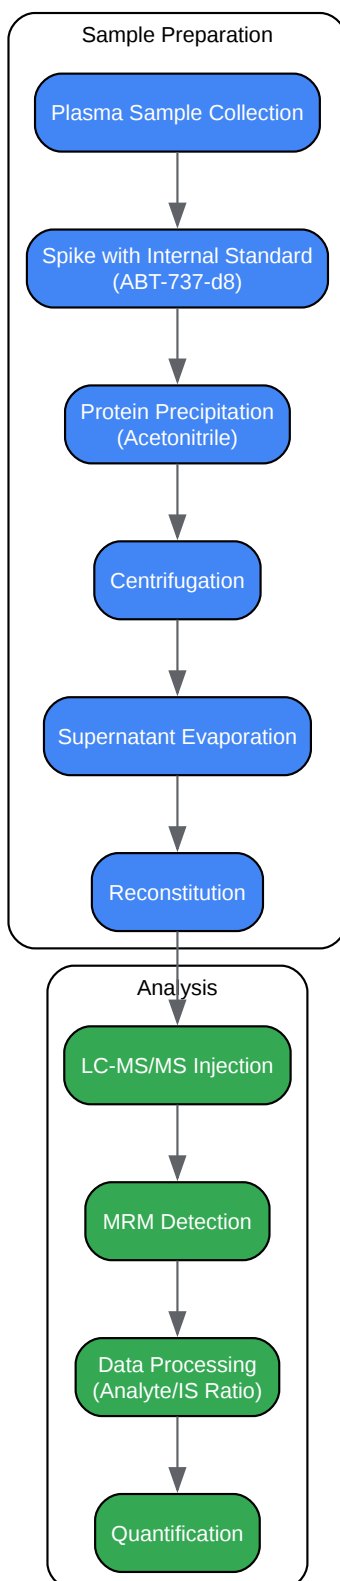 Sample Preparation
Plasma Sample Collection
Spike with Internal Standard
(ABT-737-d8)
Protein Precipitation
(Acetonitrile)
Centrifugation
Supernatant Evaporation
Reconstitution
Analysis
LC-MS/MS Injection
MRM Detection
Data Processing
(Analyte/IS Ratio)
Quantification